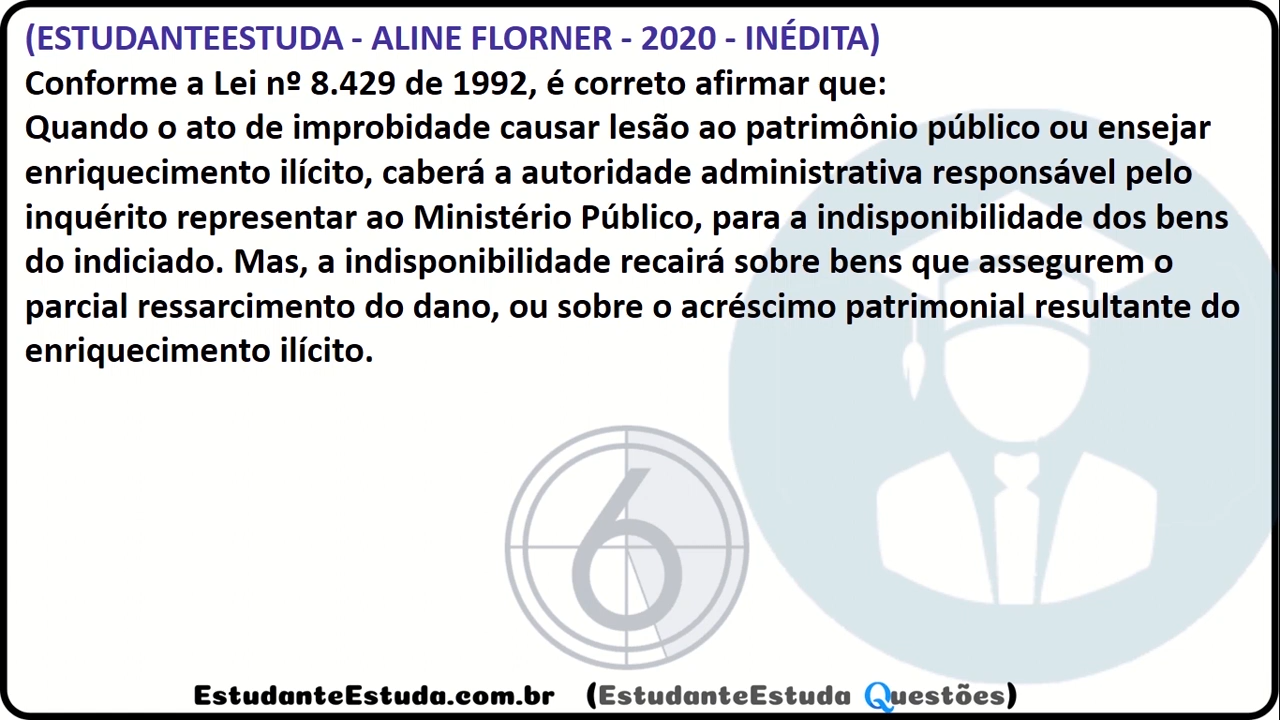 (ESTUDANTEESTUDA - ALINE FLORNER - 2020 - INÉDITA)
Conforme a Lei nº 8.429 de 1992, é correto afirmar que:
Quando o ato de improbidade causar lesão ao patrimônio público ou ensejar
enriquecimento ilícito, caberá a autoridade administrativa responsável pelo
inquérito representar ao Ministério Público, para a indisponibilidade dos bens
do indiciado. Mas, a indisponibilidade recairá sobre bens que assegurem o
parcial ressarcimento do dano, ou sobre o acréscimo patrimonial resultante do
enriquecimento ilícito.
6
EstudanteEstuda.com.br (EstudanteEstuda Questões)